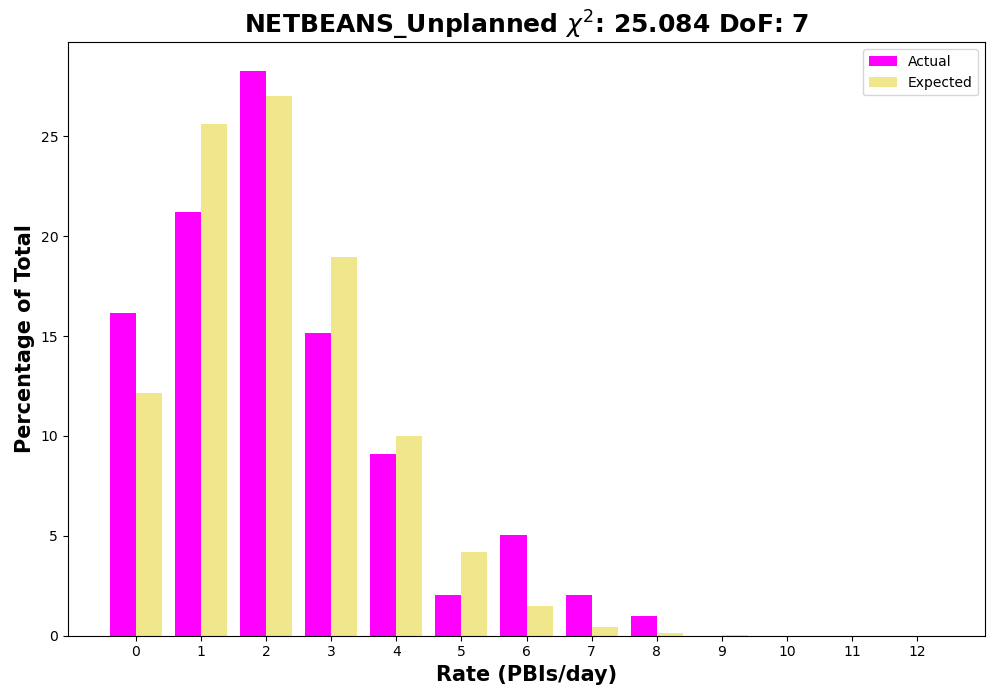 NETBEANS_Unplanned χ²: 25.084 DoF: 7
Actual
Expected
Percentage of Total
25
20
15
10
5
0
0 1 2 3 4 5 6 7 8 9 10 11 12
Rate (PBIs/day)